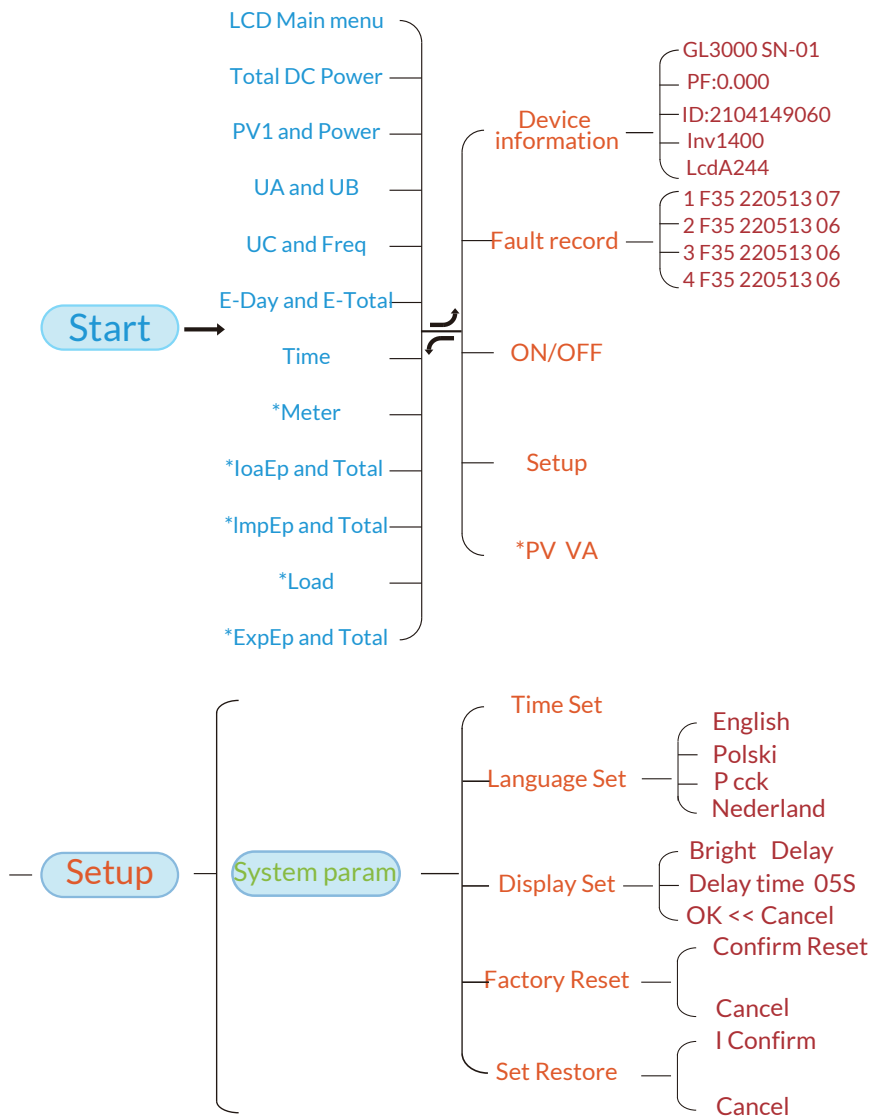 LCD Main menu
Total DC Power
PV1 and Power
UA and UB
UC and Freq
E-Day and E-Total
Start
Time
*Meter
*IoaEp and Total
*ImpEp and Total
*Load
*ExpEp and Total
Device
information
GL3000 SN-01
PF:0.000
ID:2104149060
Inv1400
LcdA244
Fault record
1 F35 220513 07
2 F35 220513 06
3 F35 220513 06
4 F35 220513 06
ON/OFF
Setup
*PV VA
Setup
System param
Time Set
Language Set
English
Polski
P cck
Nederland
Display Set
Bright Delay
Delay time 05S
OK << Cancel
Factory Reset
Confirm Reset
Cancel
Set Restore
I Confirm
Cancel